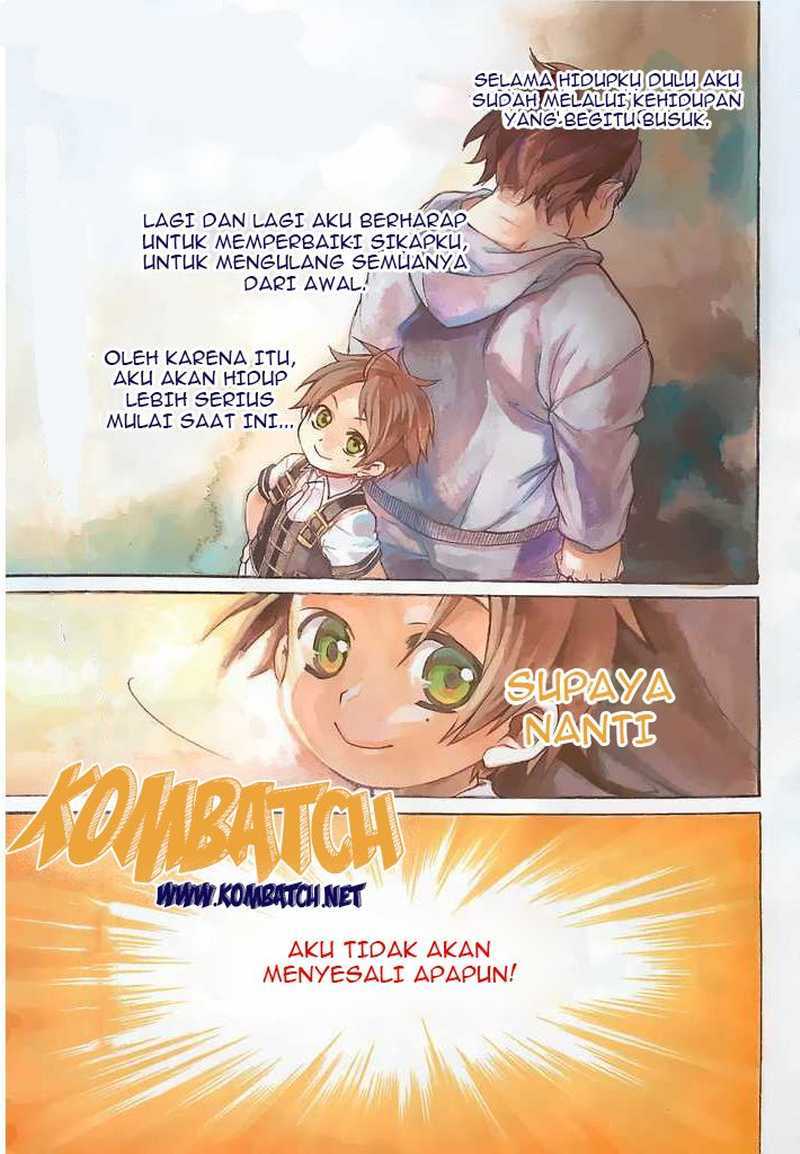 SELAMA HIDUPKU DULU AKU
SUDAH MELALUI KEHIDUPAN
YANG BEGITU BUSUK.
LAGI DAN LAGI AKU BERHARAP
UNTUK MEMPERBAIKI SIKAPKU,
UNTUK MENGULANG SEMUANYA
DARI AWAL.
OLEH KARENA ITU,
AKU AKAN HIDUP
LEBIH SERIUS
MULAI SAAT INI...
SUPAYA
NANTI
KOMBATCH
WWW.KOMBATCH.NET
AKU TIDAK AKAN
MENYESALI APAPUN!